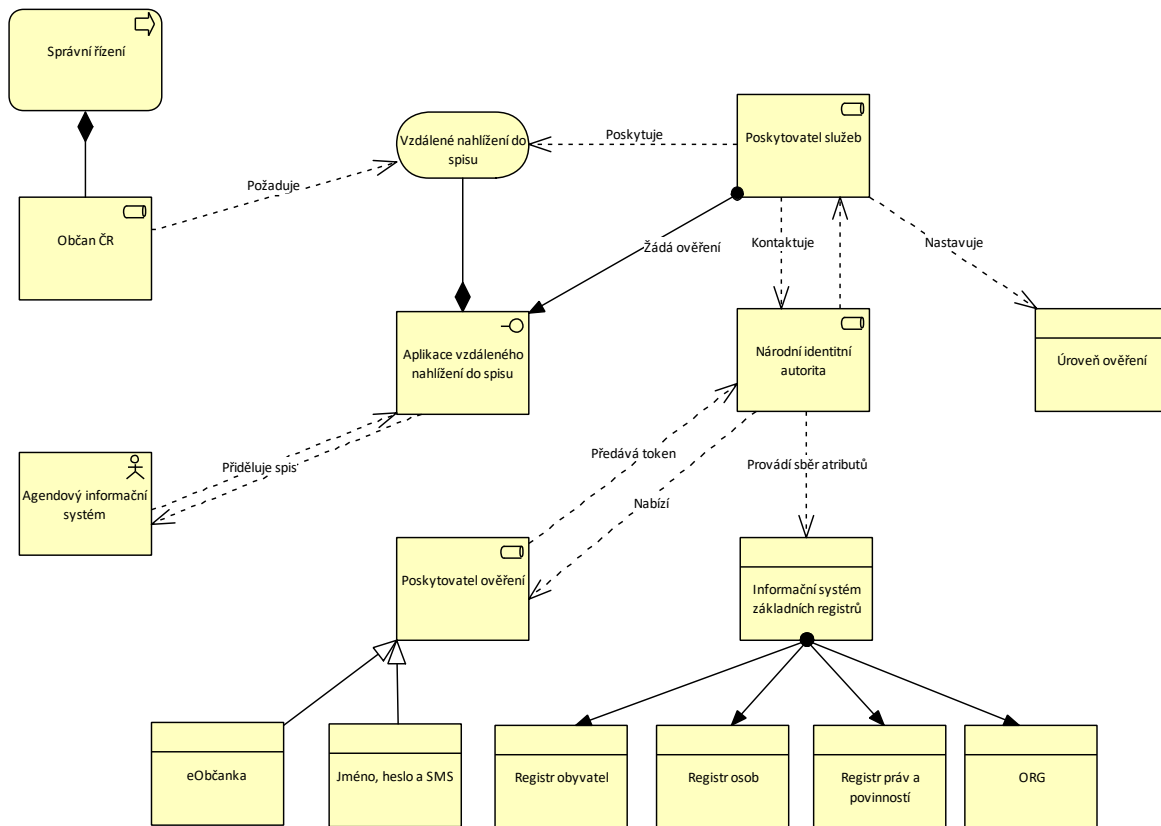 Správní řízení
Vzdálené nahlížení do
spisu
Poskytuje
Poskytovatel služeb
Požaduje
Občan ČR
Žádá ověření
Kontaktuje
Nastavuje
Aplikace vzdáleného
nahlížení do spisu
Národní identitní
autorita
Úroveň ověření
Přiděluje spis
Předává token
Provádí sběr atributů
Agendový informační
systém
Nabízí
Poskytovatel ověření
Informační systém
základních registrů
eObčanka
Jméno, heslo a SMS
Registr obyvatel
Registr osob
Registr práv a
povinností
ORG